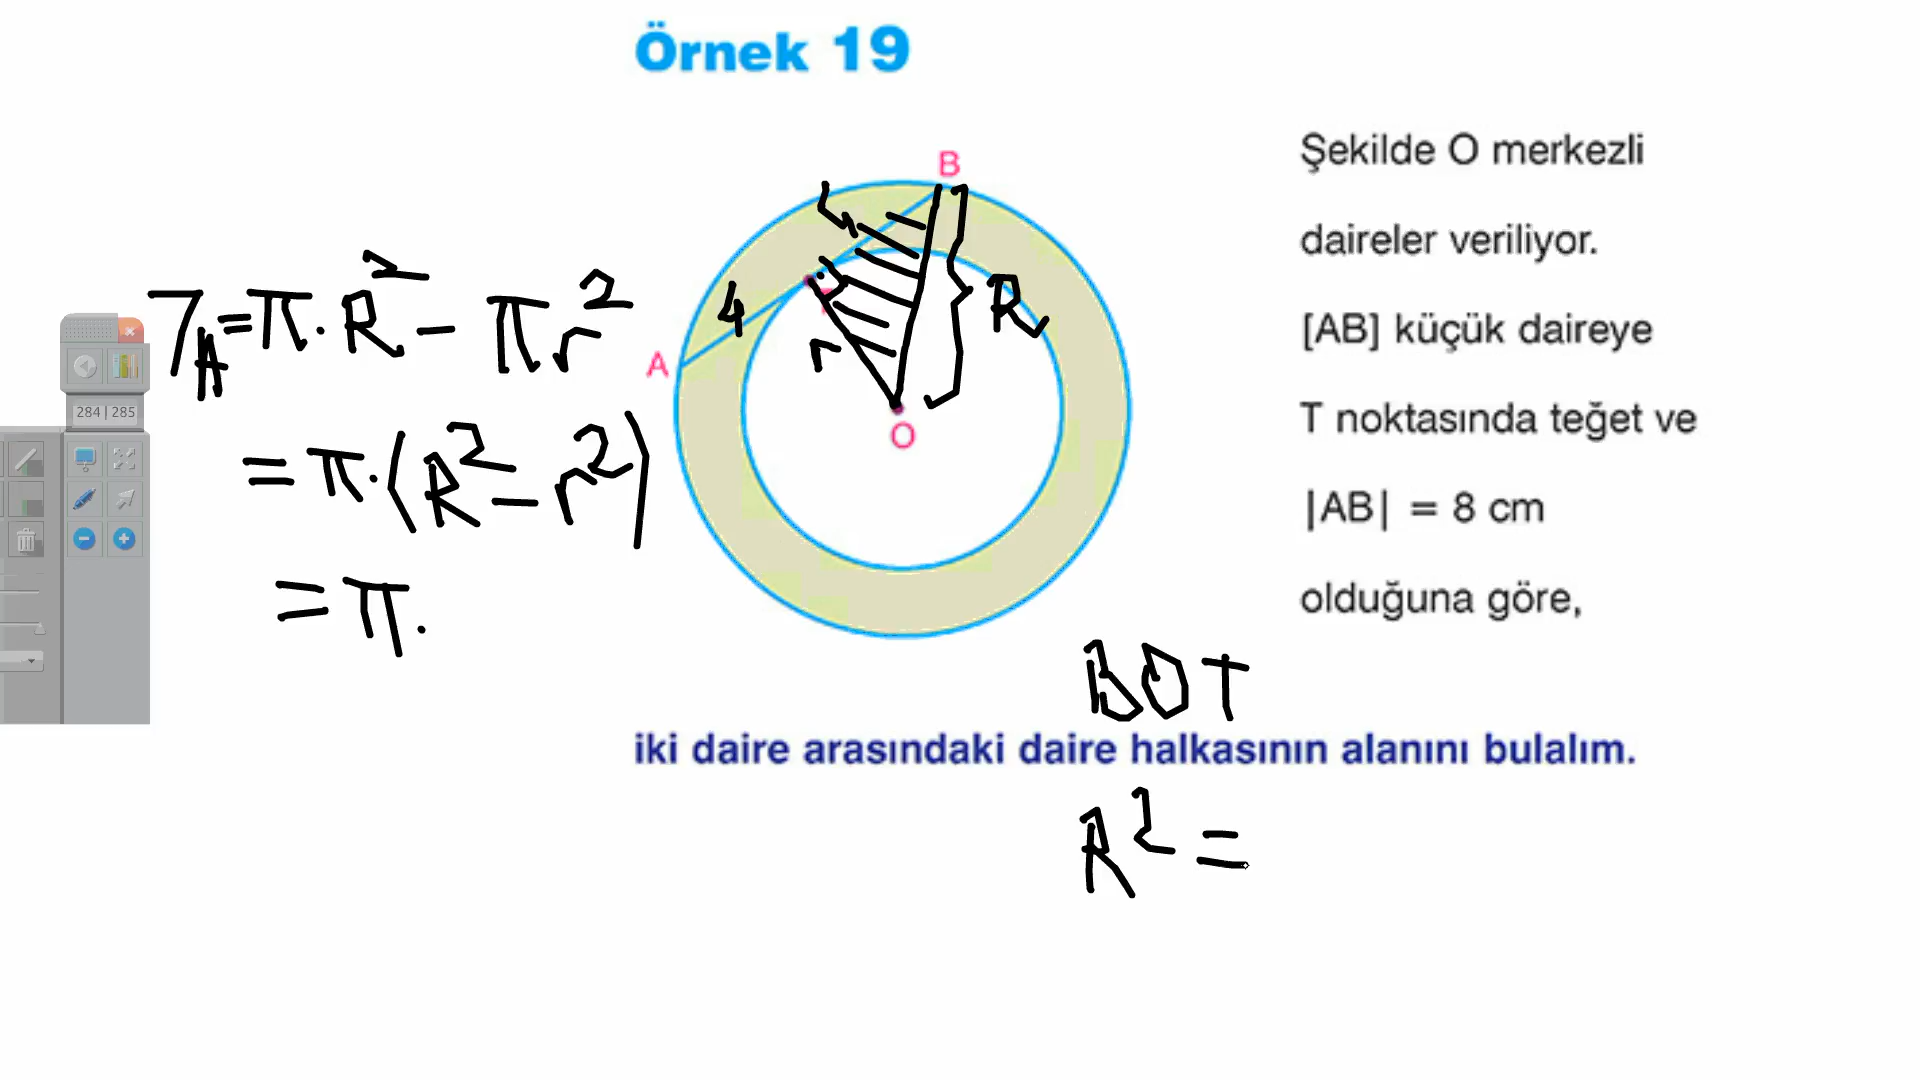 Örnek 19
Şekilde O merkezli
daireler veriliyor.
[AB] küçük daireye
T noktasında teğet ve
|AB| = 8 cm
olduğuna göre,
iki daire arasındaki daire halkasının alanını bulalım.
B
A
O
4
4
r
R
T_A = π · R² − πr²
= π · (R² − r²)
= π ·
BOT
R² =
284 | 285